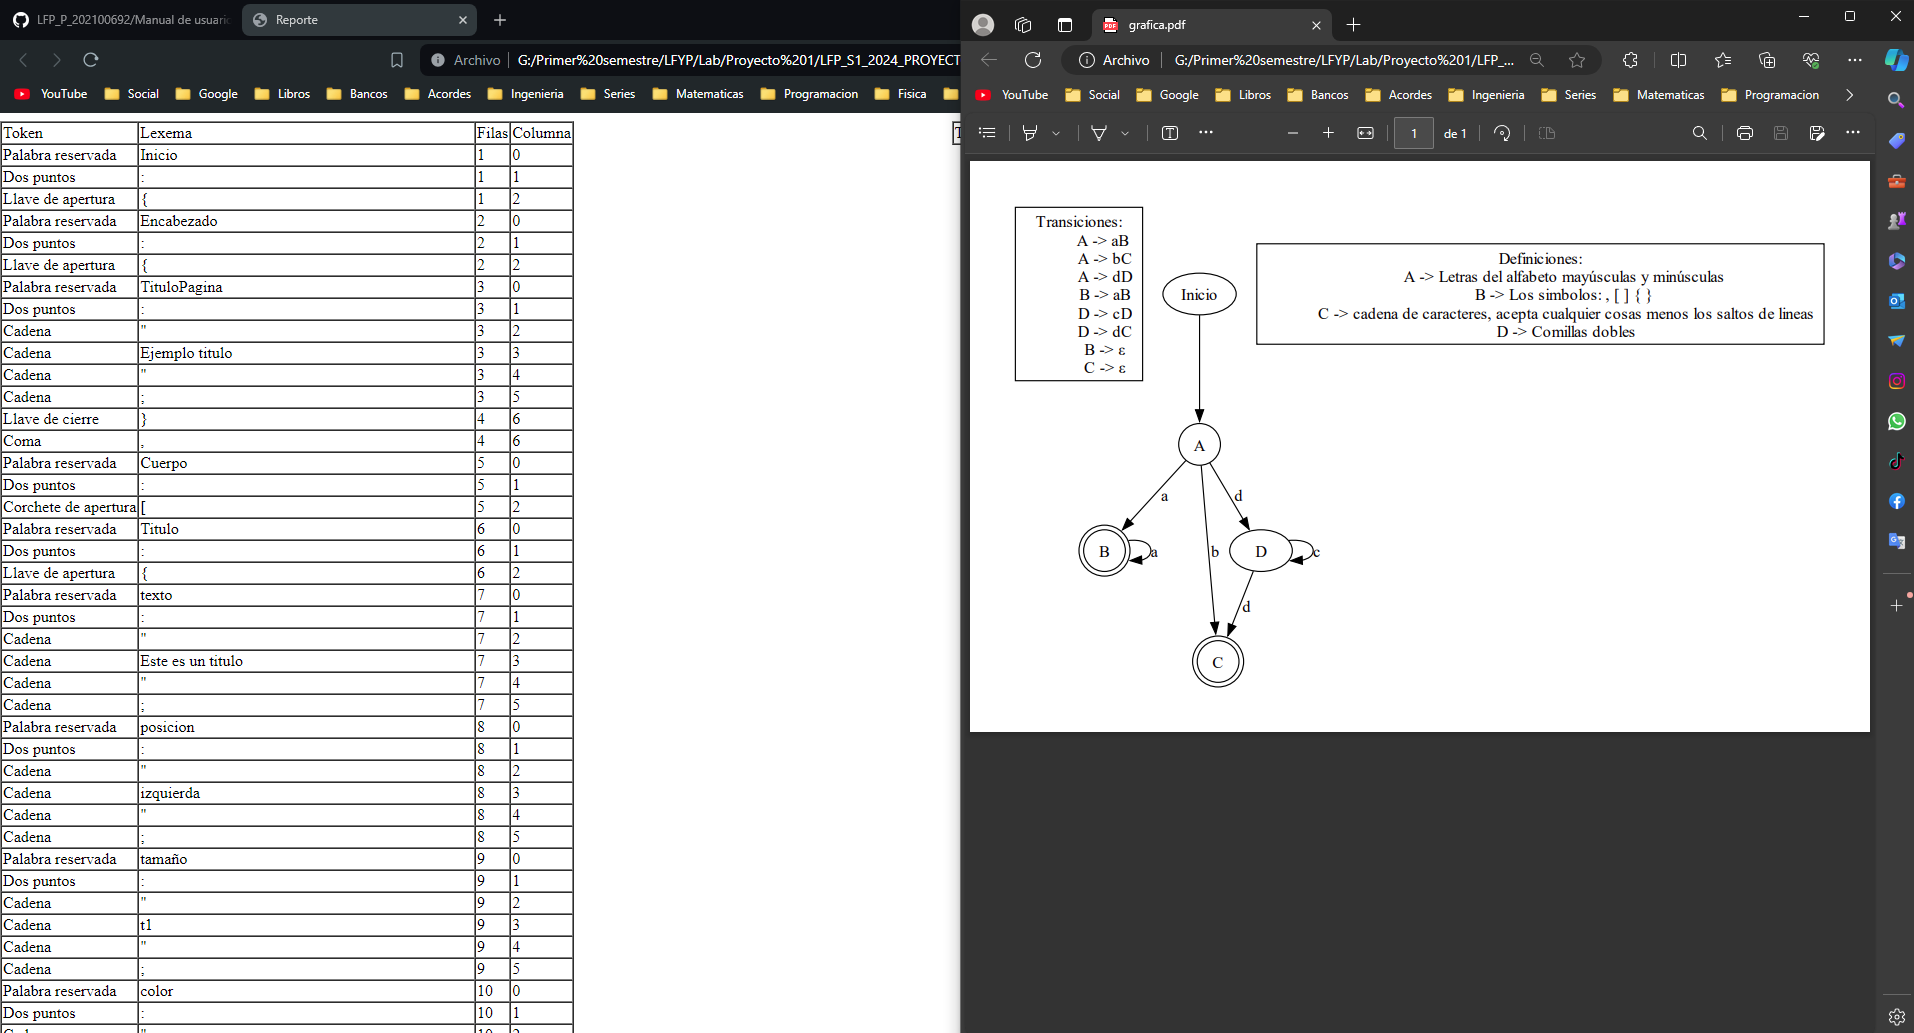 LFP_P_202100692/Manual de usuario
Reporte
Archivo
G:/Primer%20semestre/LFYP/Lab/Proyecto%201/LFP_S1_2024_PROYECT
YouTube Social Google Libros Bancos Acordes Ingenieria Series Matematicas Programacion Fisica
Token Lexema Filas Columna
Palabra reservada Inicio 1 0
Dos puntos : 1 1
Llave de apertura { 1 2
Palabra reservada Encabezado 2 0
Dos puntos : 2 1
Llave de apertura { 2 2
Palabra reservada TituloPagina 3 0
Dos puntos : 3 1
Cadena " 3 2
Cadena Ejemplo titulo 3 3
Cadena " 3 4
Cadena ; 3 5
Llave de cierre } 4 6
Coma , 4 6
Palabra reservada Cuerpo 5 0
Dos puntos : 5 1
Corchete de apertura [ 5 2
Palabra reservada Titulo 6 0
Dos puntos : 6 1
Llave de apertura { 6 2
Palabra reservada texto 7 0
Dos puntos : 7 1
Cadena " 7 2
Cadena Este es un titulo 7 3
Cadena " 7 4
Cadena ; 7 5
Palabra reservada posicion 8 0
Dos puntos : 8 1
Cadena " 8 2
Cadena izquierda 8 3
Cadena " 8 4
Cadena ; 8 5
Palabra reservada tamaño 9 0
Dos puntos : 9 1
Cadena " 9 2
Cadena t1 9 3
Cadena " 9 4
Cadena ; 9 5
Palabra reservada color 10 0
Dos puntos : 10 1
grafica.pdf
Archivo
G:/Primer%20semestre/LFYP/Lab/Proyecto%201/LFP_...
YouTube Social Google Libros Bancos Acordes Ingenieria Series Matematicas Programacion
1 de 1
Transiciones:
A -> aB
A -> bC
A -> dD
B -> aB
D -> cD
D -> dC
B -> ε
C -> ε
Inicio
Definiciones:
A -> Letras del alfabeto mayúsculas y minúsculas
B -> Los simbolos: , [ ] { }
C -> cadena de caracteres, acepta cualquier cosas menos los saltos de lineas
D -> Comillas dobles
A
a
d
B
a
b
D
c
d
C